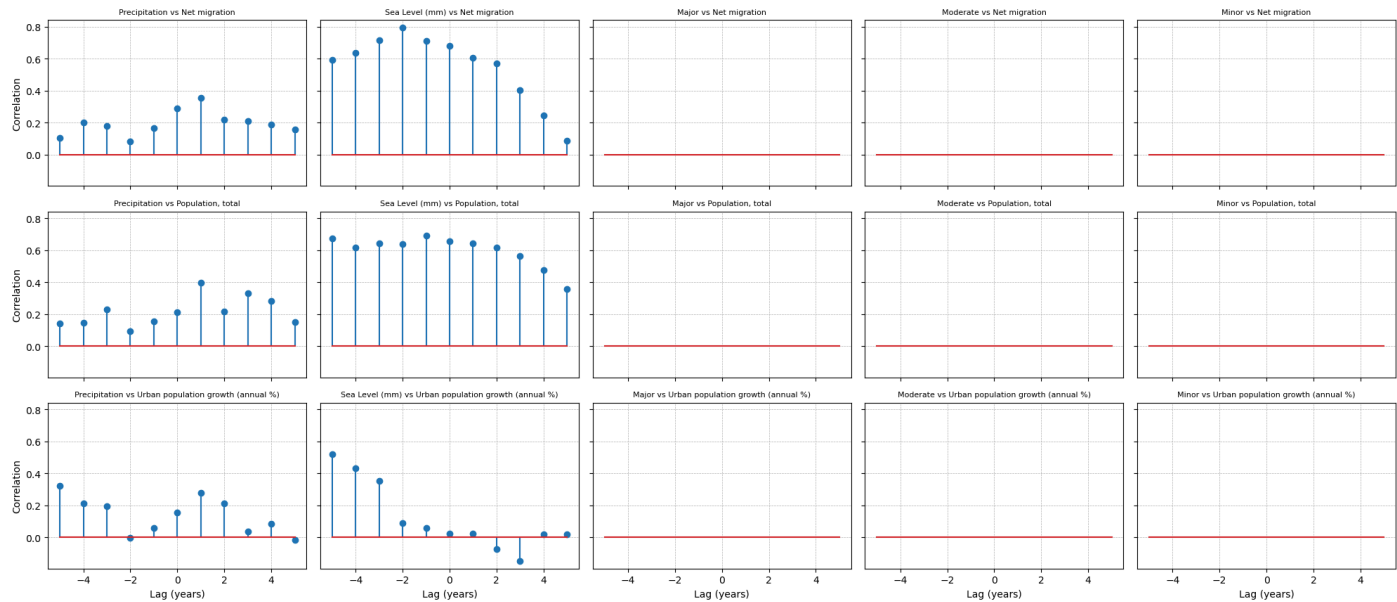 Precipitation vs Net migration
Sea Level (mm) vs Net migration
Major vs Net migration
Moderate vs Net migration
Minor vs Net migration
0.8
0.6
0.4
0.2
0.0
Correlation
Precipitation vs Population, total
Sea Level (mm) vs Population, total
Major vs Population, total
Moderate vs Population, total
Minor vs Population, total
0.8
0.6
0.4
0.2
0.0
Correlation
Precipitation vs Urban population growth (annual %)
Sea Level (mm) vs Urban population growth (annual %)
Major vs Urban population growth (annual %)
Moderate vs Urban population growth (annual %)
Minor vs Urban population growth (annual %)
0.8
0.6
0.4
0.2
0.0
Correlation
−4 −2 0 2 4
−4 −2 0 2 4
−4 −2 0 2 4
−4 −2 0 2 4
−4 −2 0 2 4
Lag (years)
Lag (years)
Lag (years)
Lag (years)
Lag (years)